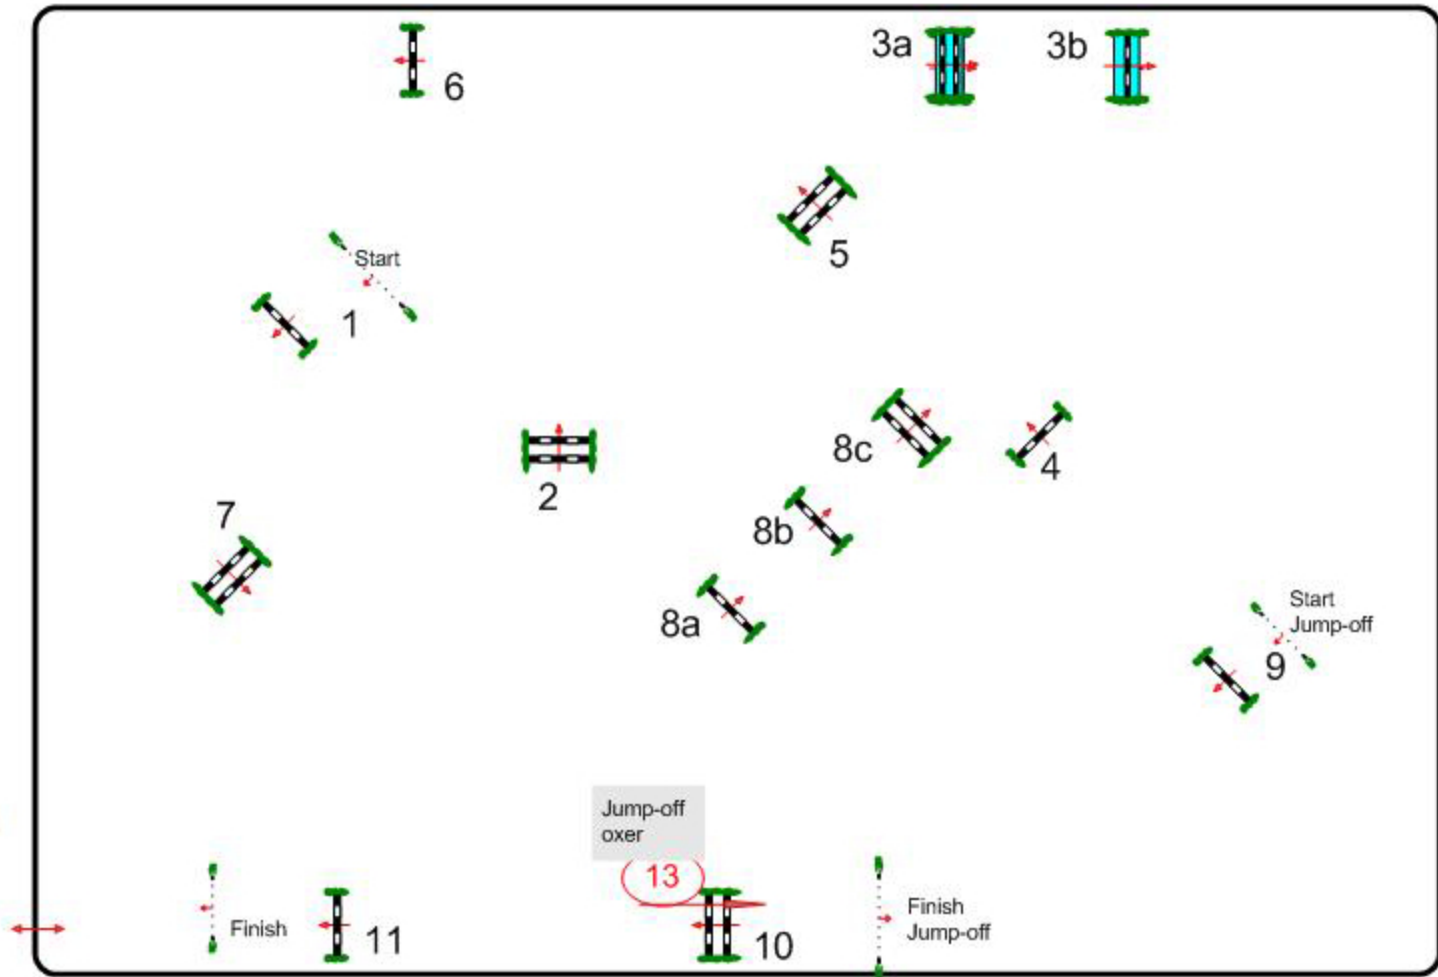 6
3a
3b
5
Start
1
8c
4
2
7
8b
8a
Start
Jump-off
9
Jump-off
oxer
13
Finish
11
10
Finish
Jump-off